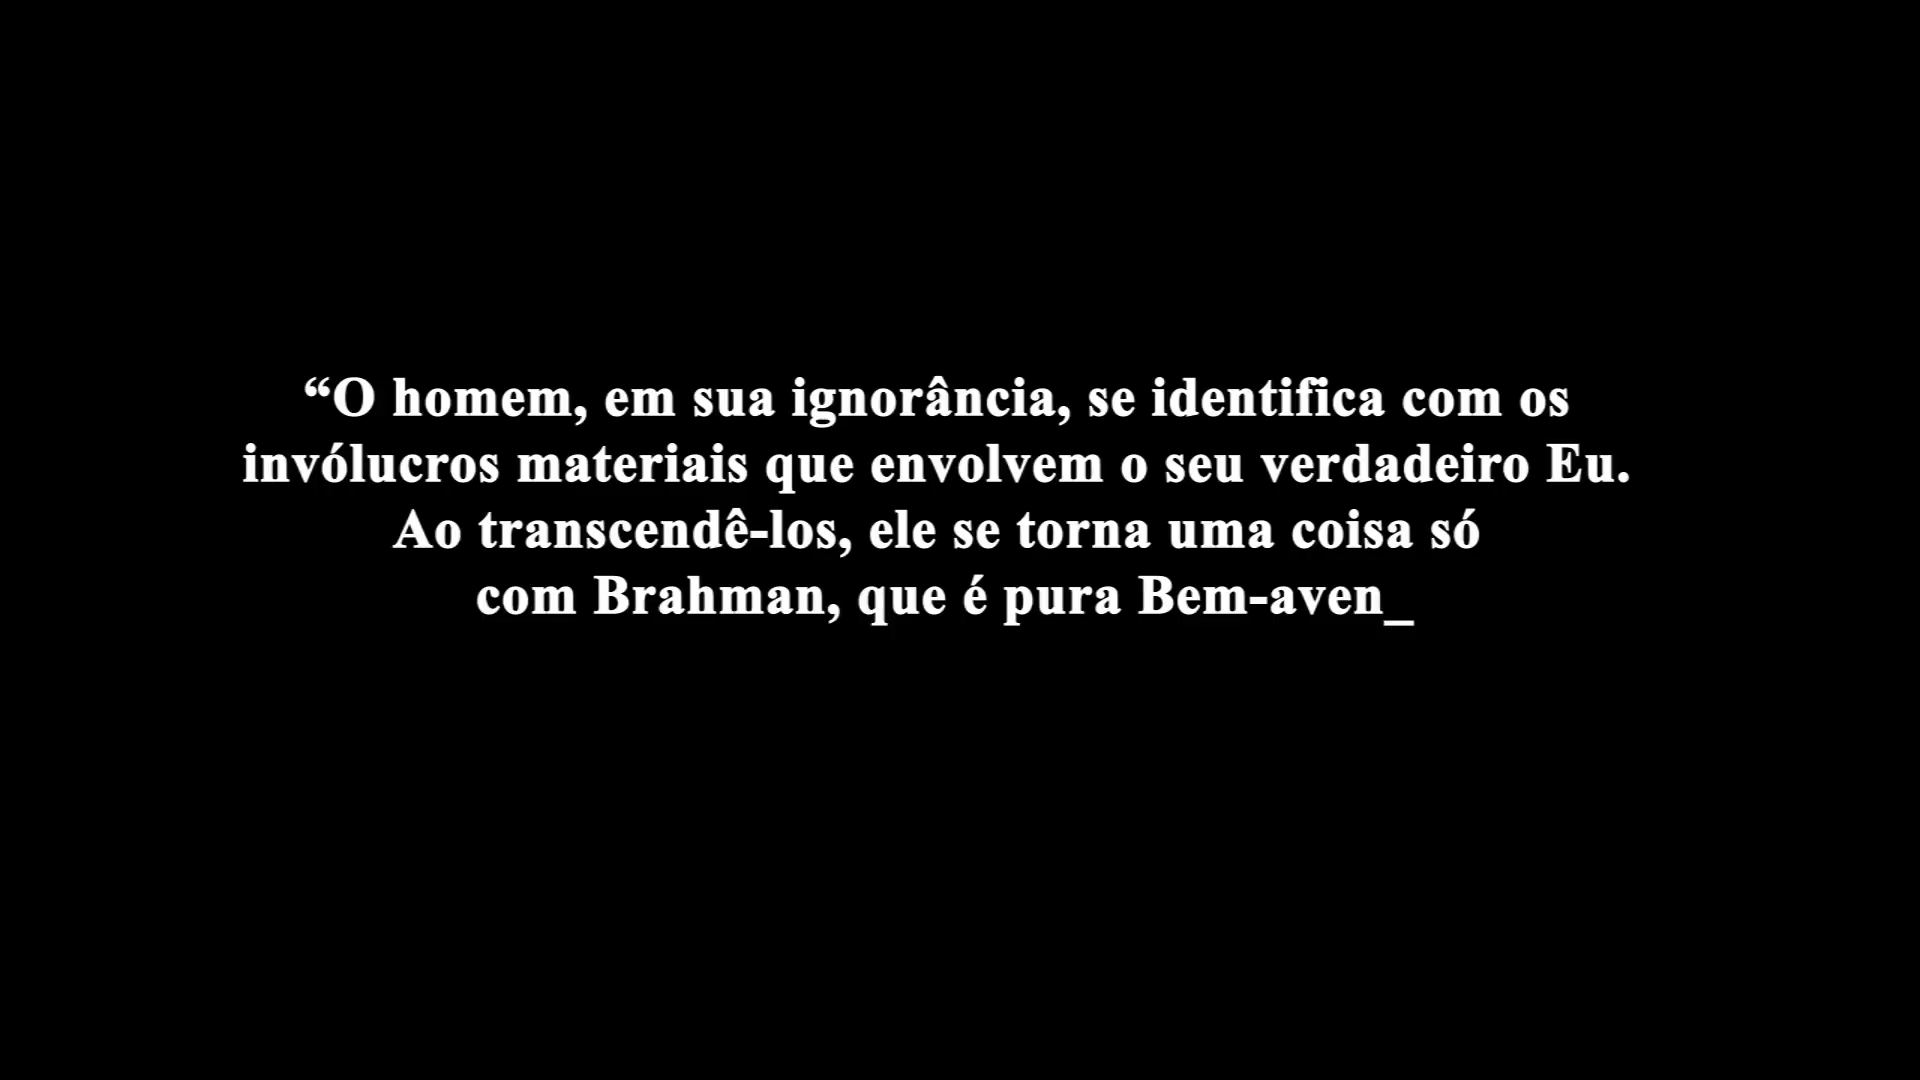 “O homem, em sua ignorância, se identifica com os
invólucros materiais que envolvem o seu verdadeiro Eu.
Ao transcendê-los, ele se torna uma coisa só
com Brahman, que é pura Bem-aven_